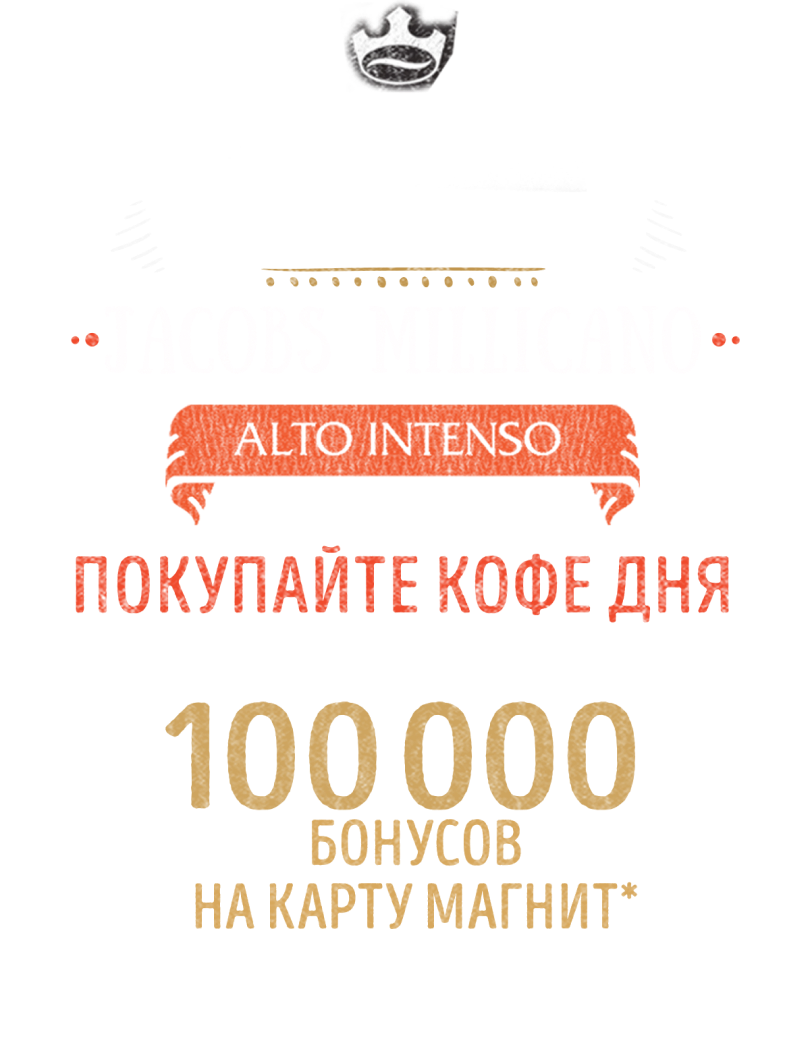 JACOBS MILLICANO
ALTO INTENSO
ПОКУПАЙТЕ КОФЕ ДНЯ
100 000
БОНУСОВ
НА КАРТУ МАГНИТ*